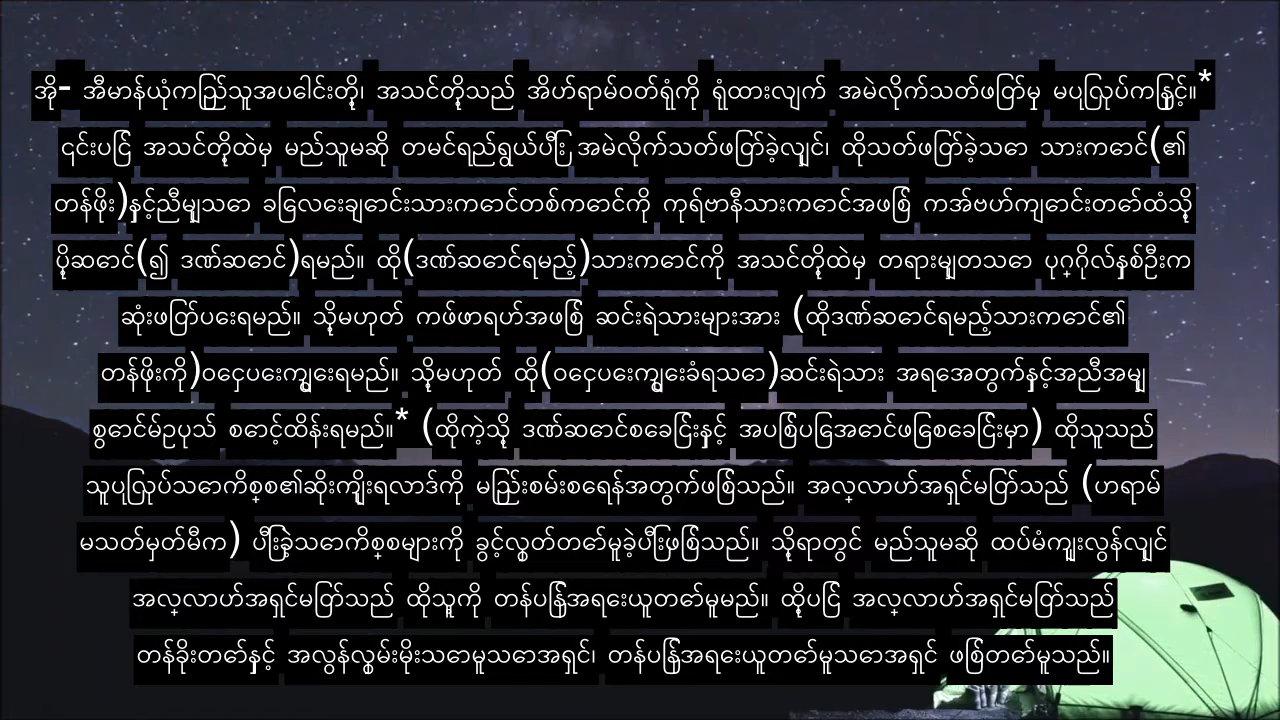 အို- အီမာန်ယုံကြည်သူအပေါင်းတို့၊ အသင်တို့သည် အိဟ်ရာမ်ဝတ်ရုံကို ရုံထားလျက် အမဲလိုက်သတ်ဖြတ်မှု မပြုလုပ်ကြနှင့်။*
၎င်းပြင် အသင်တို့ထဲမှ မည်သူမဆို တမင်ရည်ရွယ်ပြီး အမဲလိုက်သတ်ဖြတ်ခဲ့လျှင်၊ ထိုသတ်ဖြတ်ခဲ့သော သားကောင်(၏
တန်ဖိုး)နှင့်ညီမျှသော ခြေလေးချောင်းသားကောင်တစ်ကောင်ကို ကုရ်ဗာနီသားကောင်အဖြစ် ကအ်ဗဟ်ကျောင်းတော်ထံသို့
ပို့ဆောင်(၍ ဒဏ်ဆောင်)ရမည်။ ထို(ဒဏ်ဆောင်ရမည့်)သားကောင်ကို အသင်တို့ထဲမှ တရားမျှတသော ပုဂ္ဂိုလ်နှစ်ဦးက
ဆုံးဖြတ်ပေးရမည်။ သို့မဟုတ် ကဖ်ဖာရဟ်အဖြစ် ဆင်းရဲသားများအား (ထိုဒဏ်ဆောင်ရမည့်သားကောင်၏
တန်ဖိုးကို)ဝေငှပေးကျွေးရမည်။ သို့မဟုတ် ထို(ဝေငှပေးကျွေးခံရသော)ဆင်းရဲသား အရေအတွက်နှင့်အညီအမျှ
စွောင်မ်ဥပုသ် စောင့်ထိန်းရမည်။* (ထိုကဲ့သို့ ဒဏ်ဆောင်စေခြင်းနှင့် အပြစ်ပြေအောင်ဖြေစေခြင်းမှာ) ထိုသူသည်
သူပြုလုပ်သောကိစ္စ၏ဆိုးကျိုးရလာဒ်ကို မြည်းစမ်းစေရန်အတွက်ဖြစ်သည်။ အလ္လာဟ်အရှင်မြတ်သည် (ဟရာမ်
မသတ်မှတ်မီက) ပြီးခဲ့သောကိစ္စများကို ခွင့်လွှတ်တော်မူခဲ့ပြီးဖြစ်သည်။ သို့ရာတွင် မည်သူမဆို ထပ်မံကျူးလွန်လျှင်
အလ္လာဟ်အရှင်မြတ်သည် ထိုသူ့ကို တန်ပြန်အရေးယူတော်မူမည်။ ထို့ပြင် အလ္လာဟ်အရှင်မြတ်သည်
တန်ခိုးတော်နှင့် အလွန်လွှမ်းမိုးသောမူသောအရှင်၊ တန်ပြန်အရေးယူတော်မူသောအရှင် ဖြစ်တော်မူသည်။